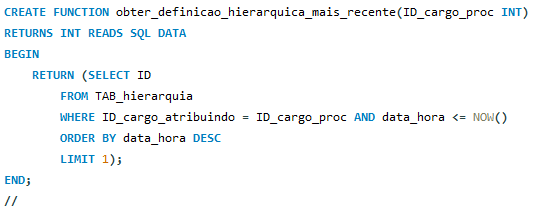 CREATE FUNCTION obter_definicao_hierarquica_mais_recente(ID_cargo_proc INT)
RETURNS INT READS SQL DATA
BEGIN
    RETURN (SELECT ID
        FROM TAB_hierarquia
        WHERE ID_cargo_atribuindo = ID_cargo_proc AND data_hora <= NOW()
        ORDER BY data_hora DESC
        LIMIT 1);
END;
//